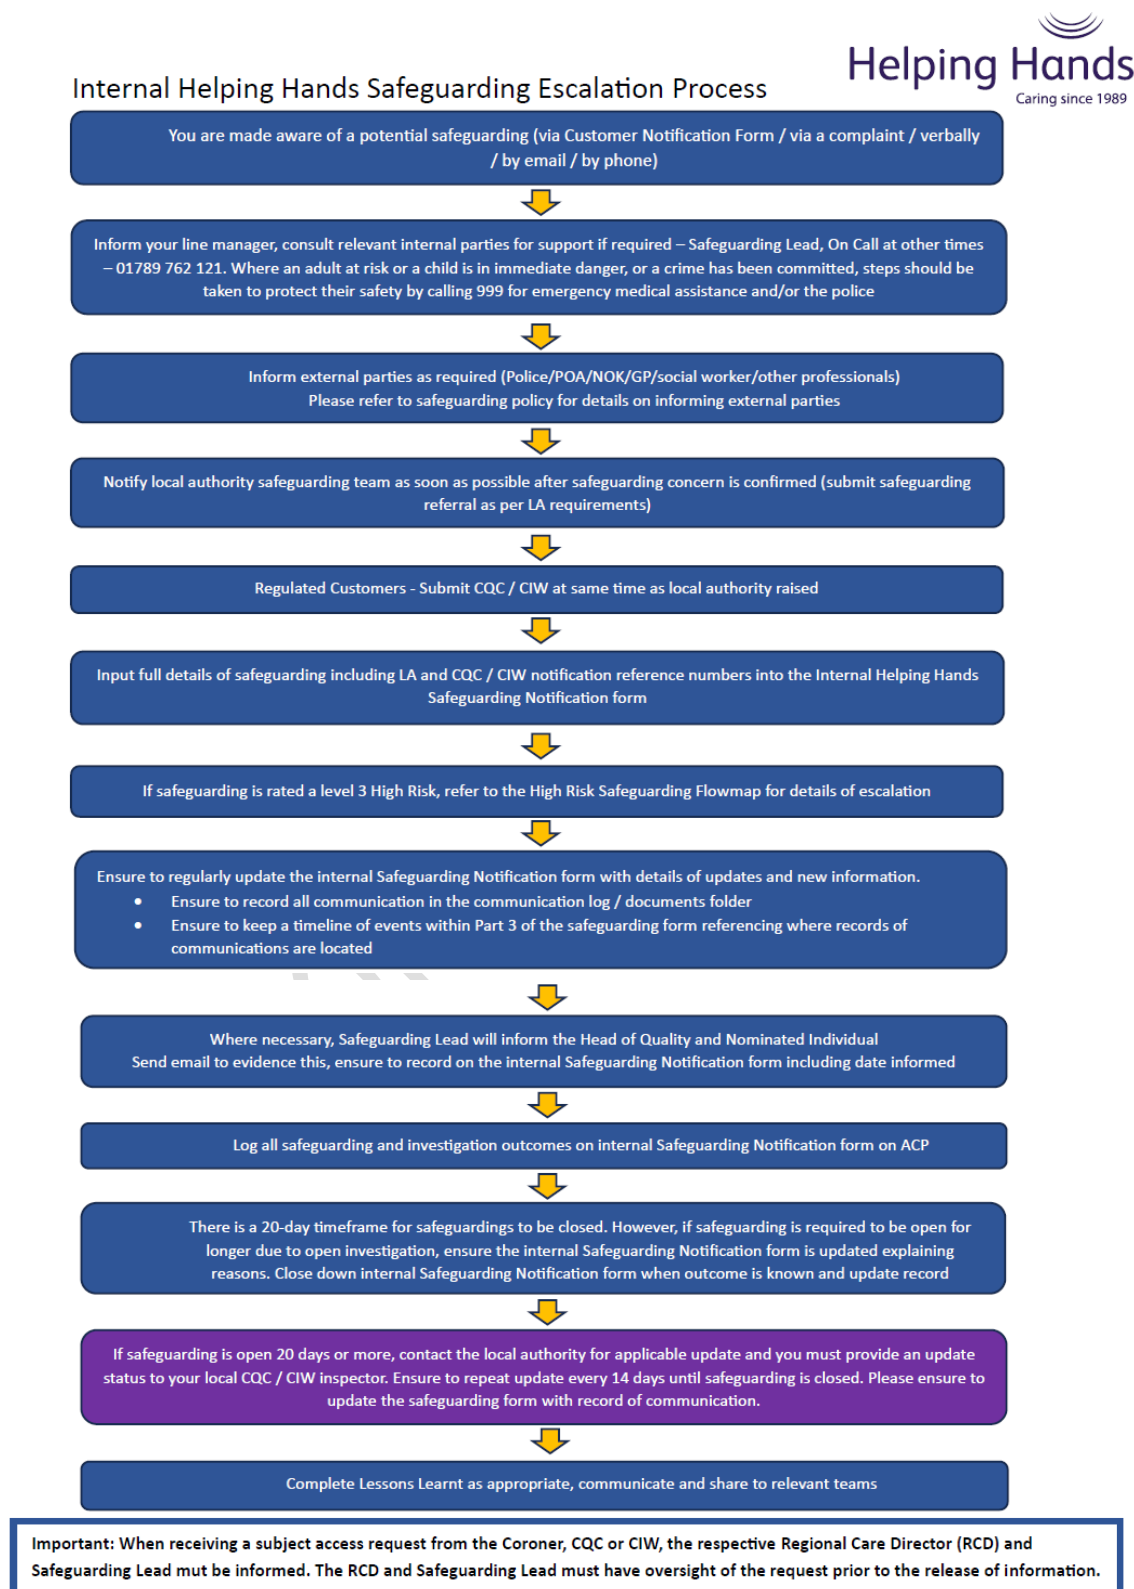 Helping Hands
Caring since 1989
Internal Helping Hands Safeguarding Escalation Process
You are made aware of a potential safeguarding (via Customer Notification Form / via a complaint / verbally
/ by email / by phone)
Inform your line manager, consult relevant internal parties for support if required – Safeguarding Lead, On Call at other times
– 01789 762 121. Where an adult at risk or a child is in immediate danger, or a crime has been committed, steps should be
taken to protect their safety by calling 999 for emergency medical assistance and/or the police
Inform external parties as required (Police/POA/NOK/GP/social worker/other professionals)
Please refer to safeguarding policy for details on informing external parties
Notify local authority safeguarding team as soon as possible after safeguarding concern is confirmed (submit safeguarding
referral as per LA requirements)
Regulated Customers - Submit CQC / CIW at same time as local authority raised
Input full details of safeguarding including LA and CQC / CIW notification reference numbers into the Internal Helping Hands
Safeguarding Notification form
If safeguarding is rated a level 3 High Risk, refer to the High Risk Safeguarding Flowmap for details of escalation
Ensure to regularly update the internal Safeguarding Notification form with details of updates and new information.
• Ensure to record all communication in the communication log / documents folder
• Ensure to keep a timeline of events within Part 3 of the safeguarding form referencing where records of
communications are located
Where necessary, Safeguarding Lead will inform the Head of Quality and Nominated Individual
Send email to evidence this, ensure to record on the internal Safeguarding Notification form including date informed
Log all safeguarding and investigation outcomes on internal Safeguarding Notification form on ACP
There is a 20-day timeframe for safeguardings to be closed. However, if safeguarding is required to be open for
longer due to open investigation, ensure the internal Safeguarding Notification form is updated explaining
reasons. Close down internal Safeguarding Notification form when outcome is known and update record
If safeguarding is open 20 days or more, contact the local authority for applicable update and you must provide an update
status to your local CQC / CIW inspector. Ensure to repeat update every 14 days until safeguarding is closed. Please ensure to
update the safeguarding form with record of communication.
Complete Lessons Learnt as appropriate, communicate and share to relevant teams
Important: When receiving a subject access request from the Coroner, CQC or CIW, the respective Regional Care Director (RCD) and
Safeguarding Lead mut be informed. The RCD and Safeguarding Lead must have oversight of the request prior to the release of information.